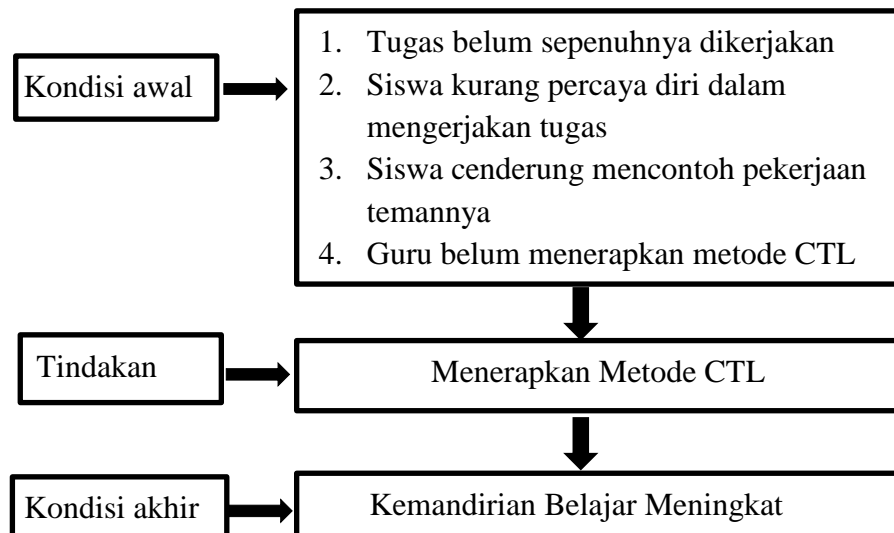 Kondisi awal
1. Tugas belum sepenuhnya dikerjakan
2. Siswa kurang percaya diri dalam
mengerjakan tugas
3. Siswa cenderung mencontoh pekerjaan
temannya
4. Guru belum menerapkan metode CTL
Tindakan
Menerapkan Metode CTL
Kondisi akhir
Kemandirian Belajar Meningkat